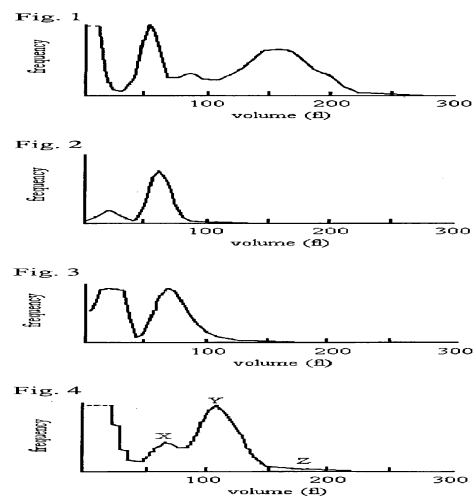 Fig. 1
frequency
100 200 300
volume (fl)
Fig. 2
frequency
100 200 300
volume (fl)
Fig. 3
frequency
100 200 300
volume (fl)
Fig. 4
frequency
X Y Z
100 200 300
volume (fl)